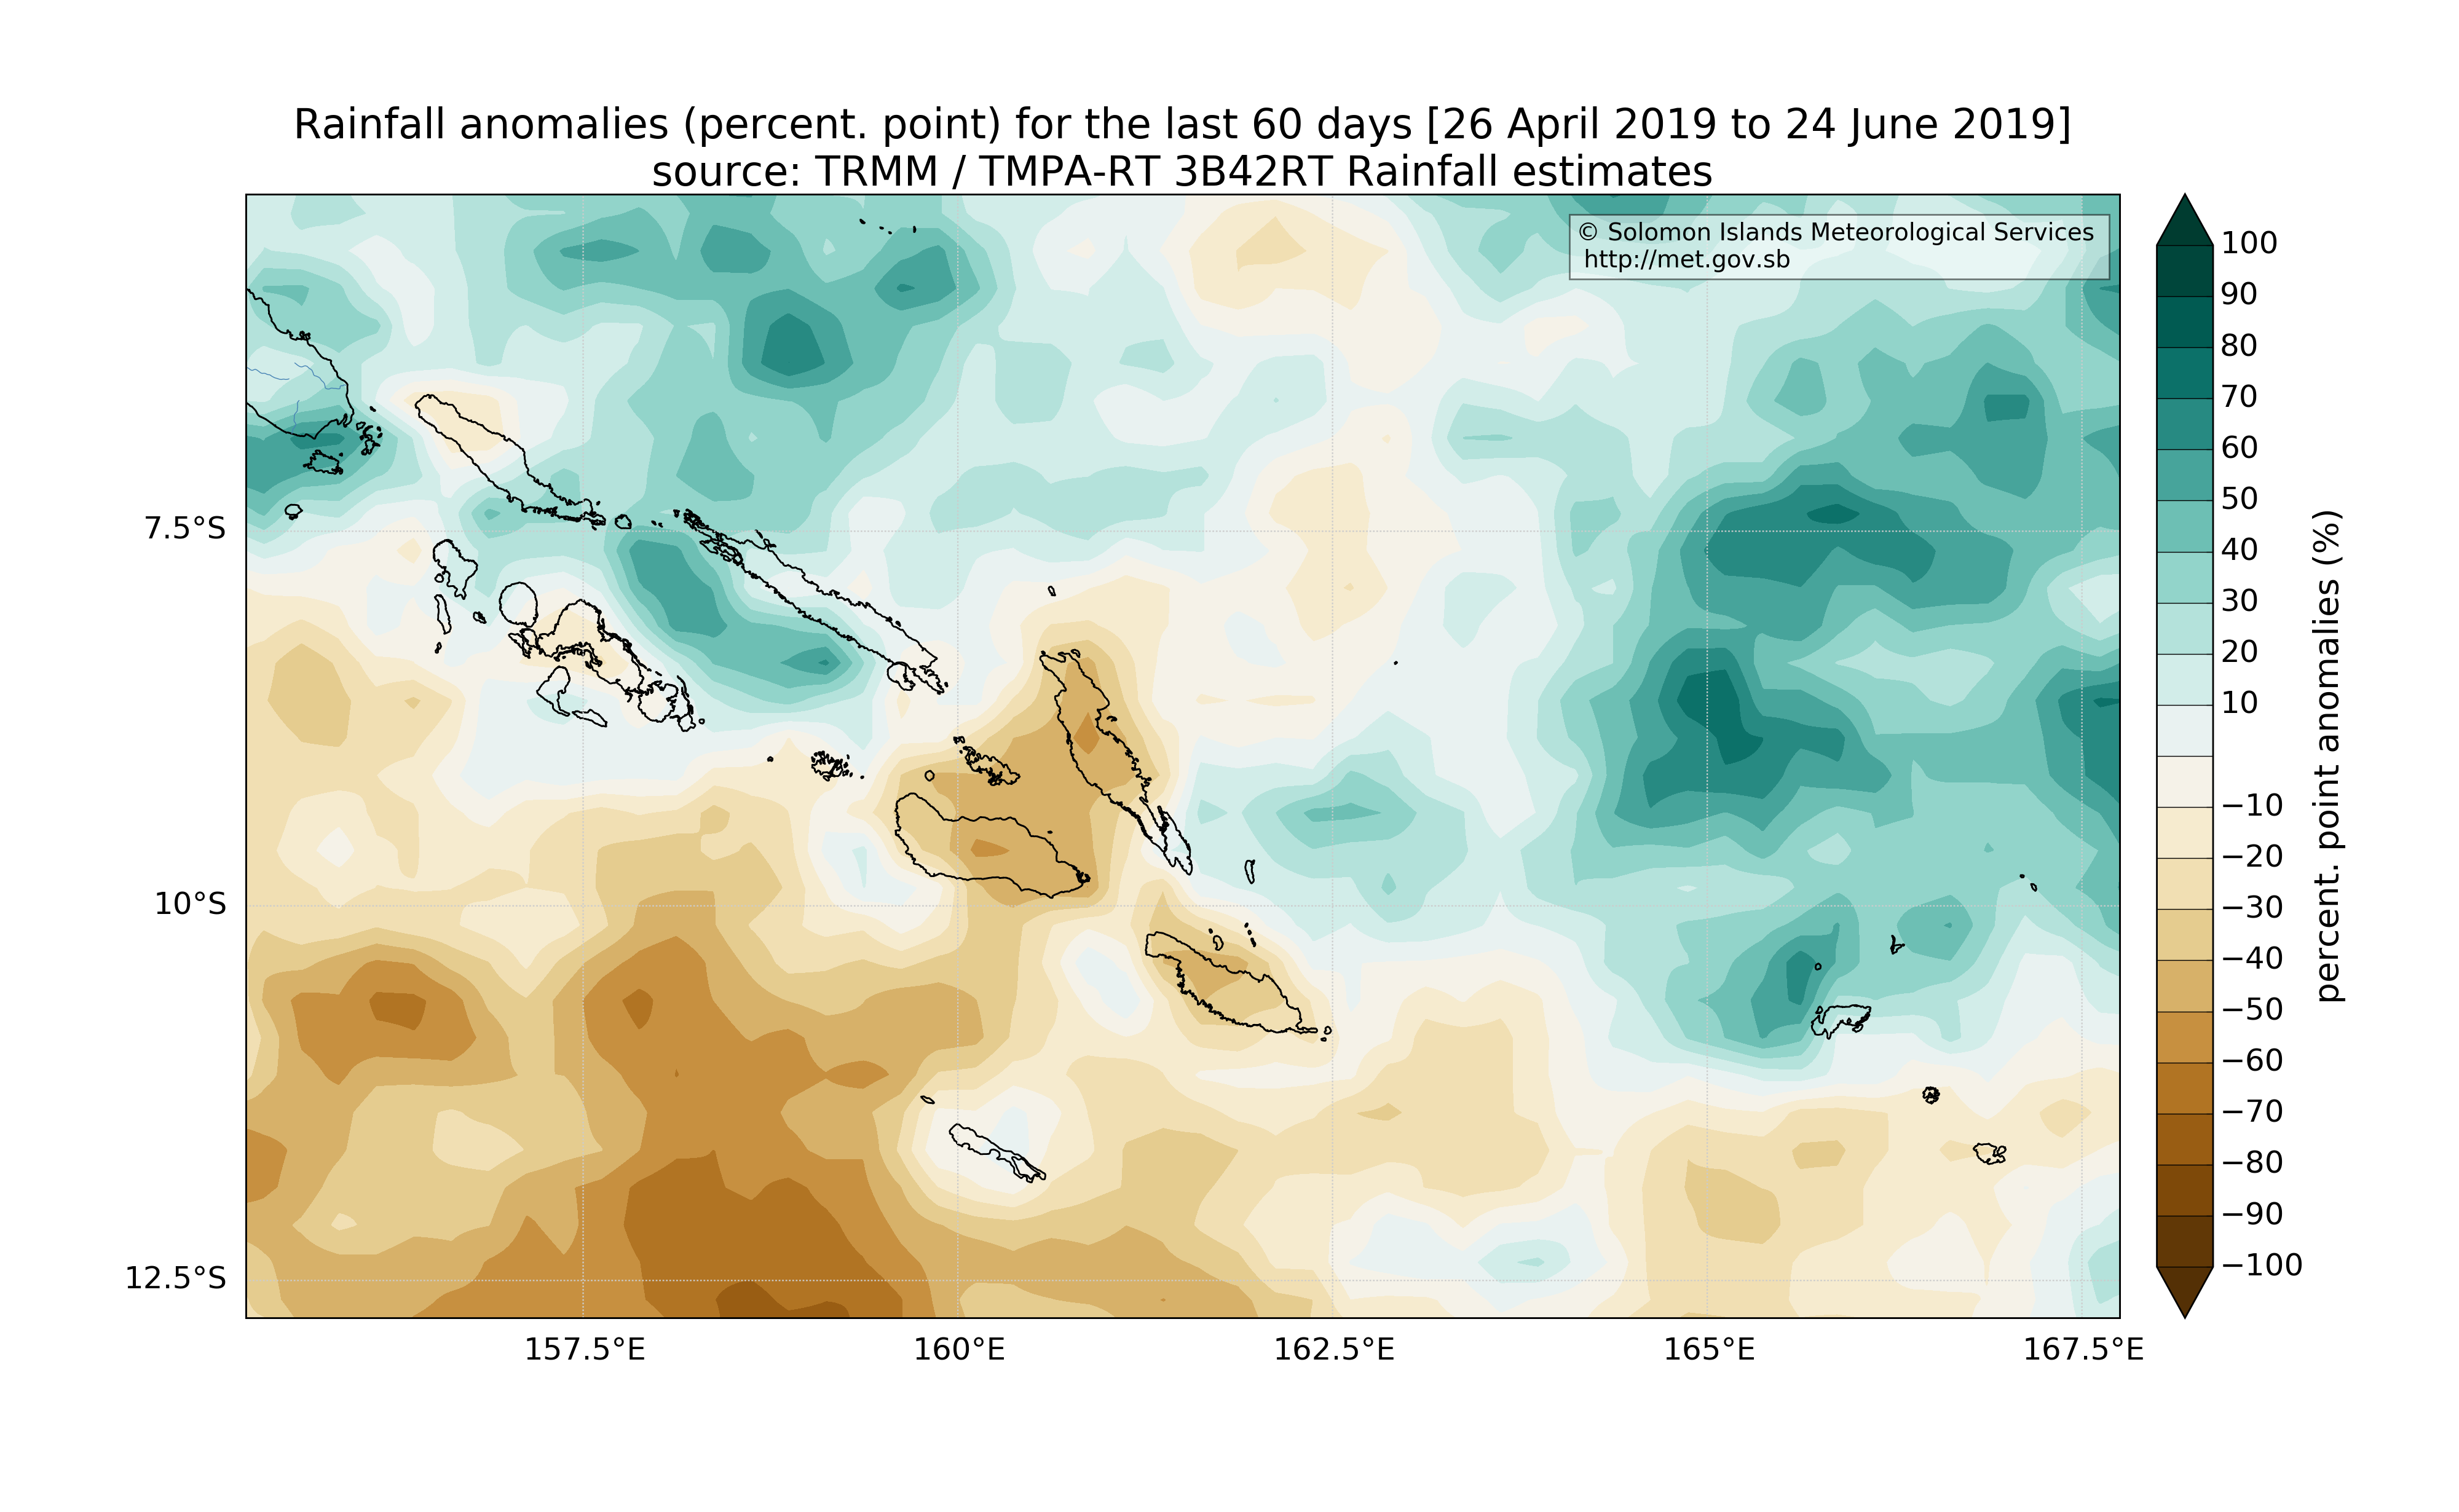 Rainfall anomalies (percent. point) for the last 60 days [26 April 2019 to 24 June 2019]
source: TRMM / TMPA-RT 3B42RT Rainfall estimates
© Solomon Islands Meteorological Services
http://met.gov.sb
7.5°S
10°S
12.5°S
157.5°E
160°E
162.5°E
165°E
167.5°E
100
90
80
70
60
50
40
30
20
10
−10
−20
−30
−40
−50
−60
−70
−80
−90
−100
percent. point anomalies (%)